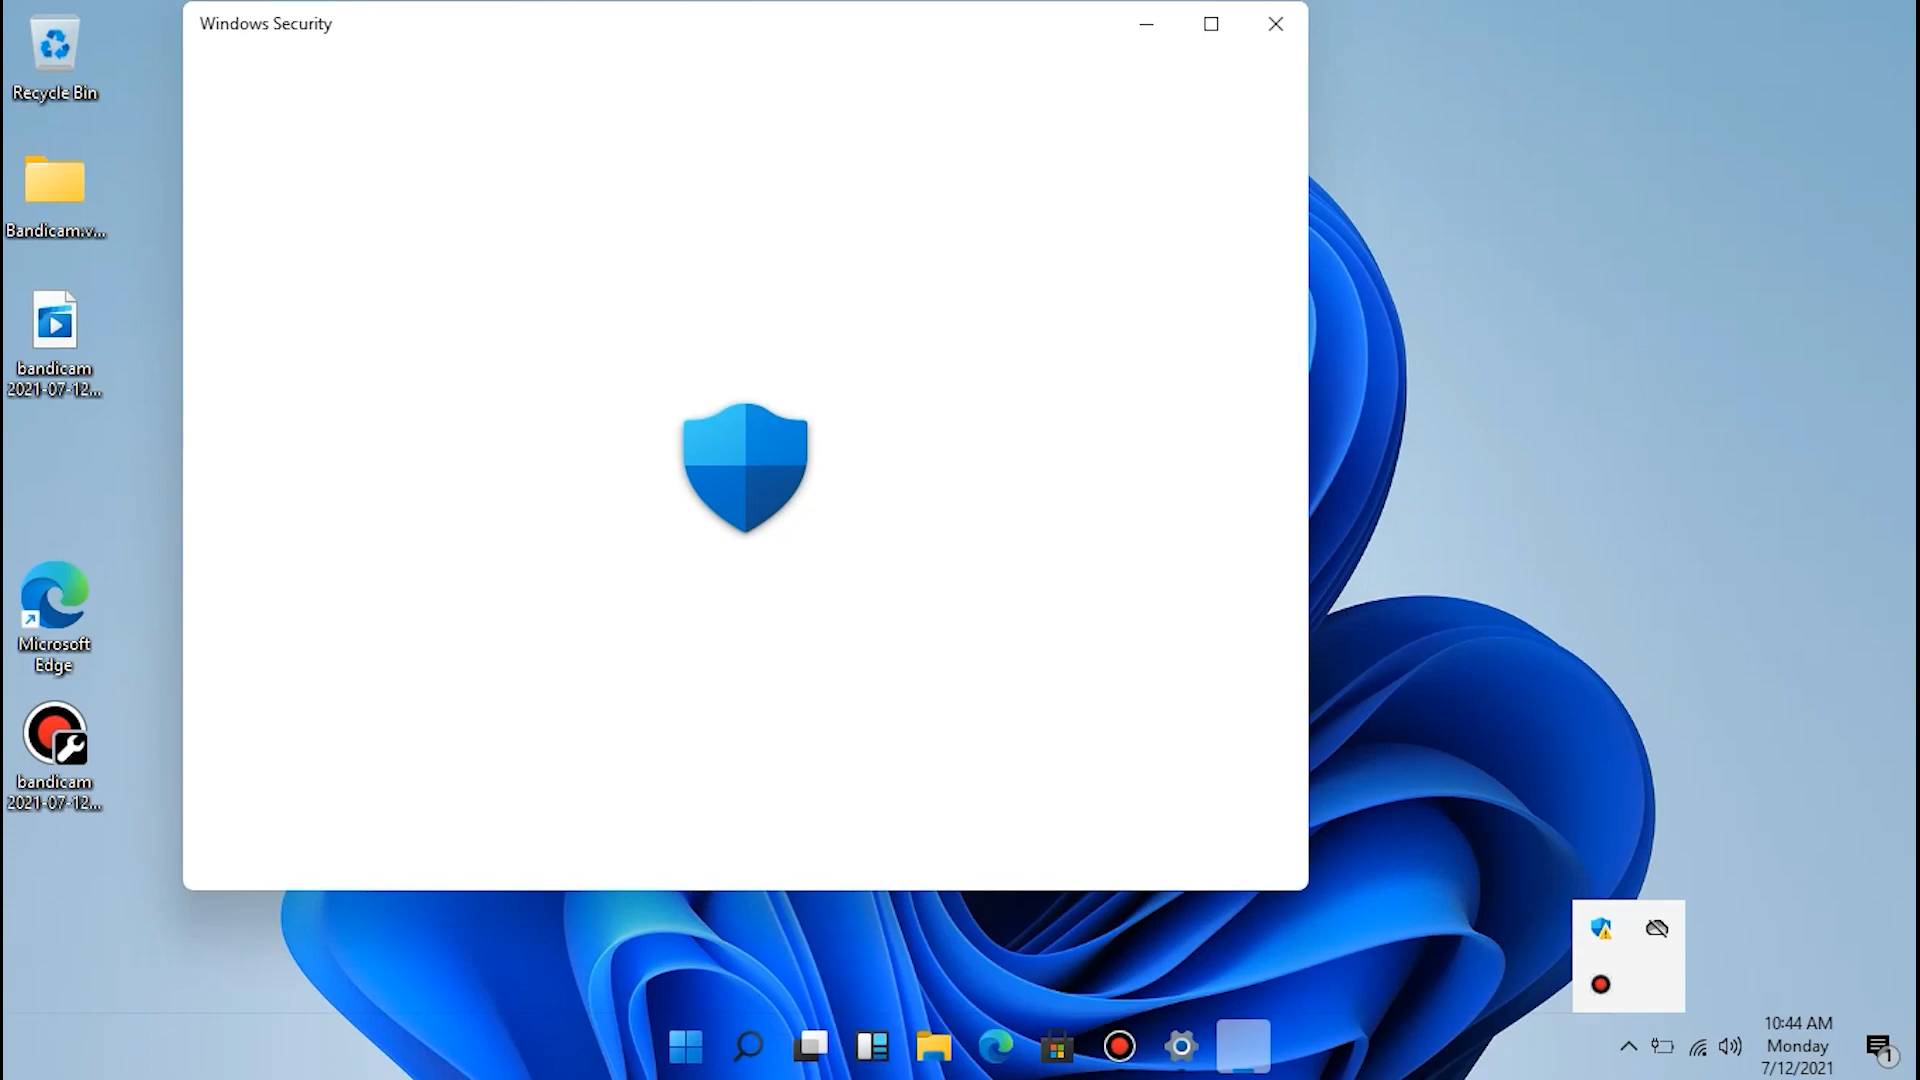 Windows Security
Recycle Bin
Bandicam.v...
bandicam
2021-07-12...
Microsoft
Edge
bandicam
2021-07-12...
10:44 AM
Monday
7/12/2021
1